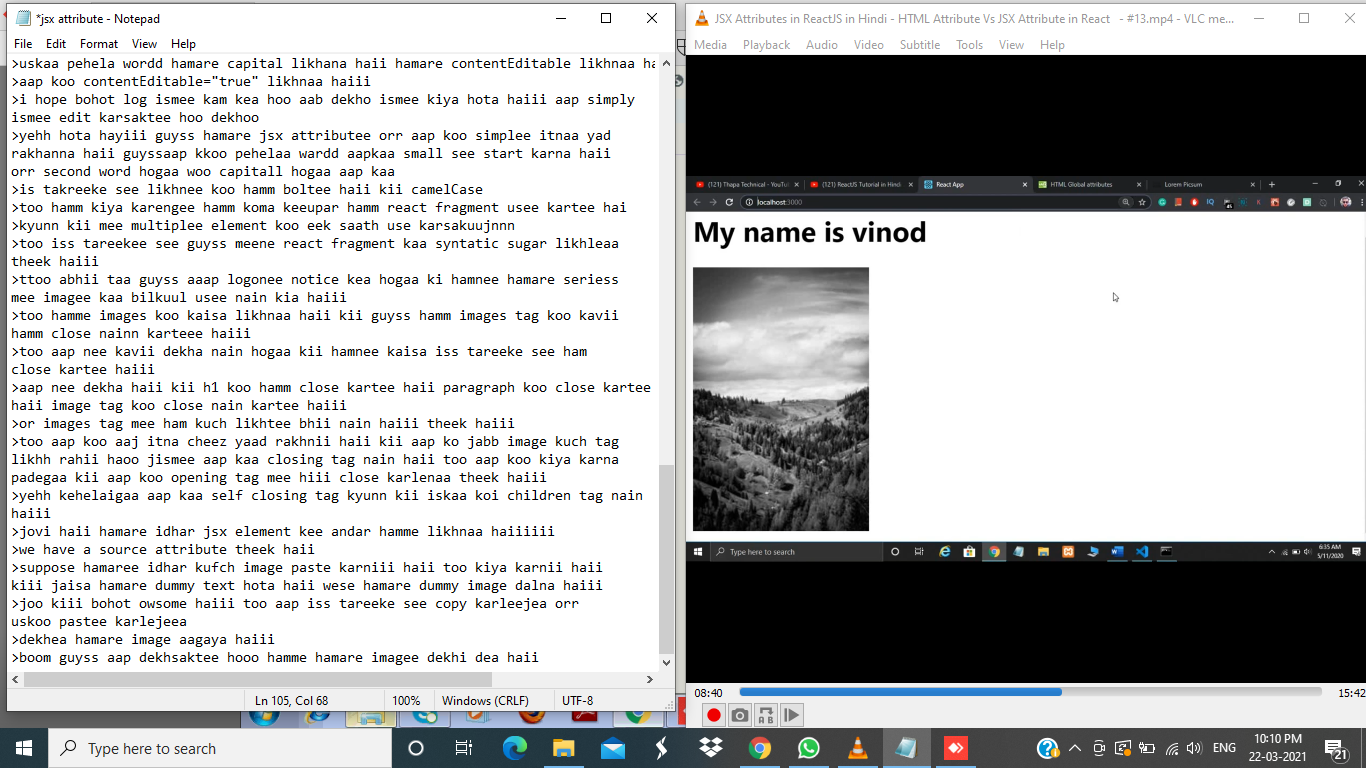 *jsx attribute - Notepad
File Edit Format View Help
>uskaa pehela wordd hamare capital likhana haii hamare contentEditable likhnaa ha
>aap koo contentEditable="true" likhnaa haiii
>i hope bohot log ismee kam kea hoo aab dekho ismee kiya hota haiii aap simply
ismee edit karsaktee hoo dekhoo
>yehh hota hayiii guyss hamare jsx attributee orr aap koo simplee itnaa yad
rakhanna haii guyssaap kkoo pehelaa wardd aapkaa small see start karna haii
orr second word hogaa woo capitall hogaa aap kaa
>is takreeke see likhnee koo hamm boltee haii kii camelCase
>too hamm kiya karengee hamm koma keeupar hamm react fragment usee kartee hai
>kyunn kii mee multiplee element koo eek saath use karsakuujnnn
>too iss tareekee see guyss meene react fragment kaa syntatic sugar likhleaa
theek haiii
>ttoo abhii taa guyss aaap logonee notice kea hogaa ki hamnee hamare seriess
mee imagee kaa bilkuul usee nain kia haiii
>too hamme images koo kaisa likhnaa haii kii guyss hamm images tag koo kavii
hamm close nainn karteee haiii
>too aap nee kavii dekha nain hogaa kii hamnee kaisa iss tareeke see ham
close kartee haiii
>aap nee dekha haii kii h1 koo hamm close kartee haii paragraph koo close kartee
haii image tag koo close nain kartee haiii
>or images tag mee ham kuch likhtee bhii nain haiii theek haiii
>too aap koo aaj itna cheez yaad rakhnii haii kii aap ko jabb image kuch tag
likhh rahii haoo jismee aap kaa closing tag nain haii too aap koo kiya karna
padegaa kii aap koo opening tag mee hiii close karlenaa theek haiii
>yehh kehelaigaa aap kaa self closing tag kyunn kii iskaa koi children tag nain
haiii
>jovi haii hamare idhar jsx element kee andar hamme likhnaa haiiiiii
>we have a source attribute theek haii
>suppose hamaree idhar kufch image paste karniii haii too kiya karnii haii
kiii jaisa hamare dummy text hota haii wese hamare dummy image dalna haiii
>joo kiii bohot owsome haiii too aap iss tareeke see copy karleejea orr
uskoo pastee karlejeea
>dekhea hamare image aagaya haiii
>boom guyss aap dekhsaktee hooo hamme hamare imagee dekhi dea haii
Ln 105, Col 68 100% Windows (CRLF) UTF-8
JSX Attributes in ReactJS in Hindi - HTML Attribute Vs JSX Attribute in React - #13.mp4 - VLC me...
Media Playback Audio Video Subtitle Tools View Help
(121) Thapa Technical - YouTu (121) ReactJS Tutorial in Hindi React App HTML Global attributes Lorem Picsum
localhost:3000
My name is vinod
Type here to search
6:35 AM
5/11/2020
08:40 15:42
Type here to search
ENG
10:10 PM
22-03-2021
21